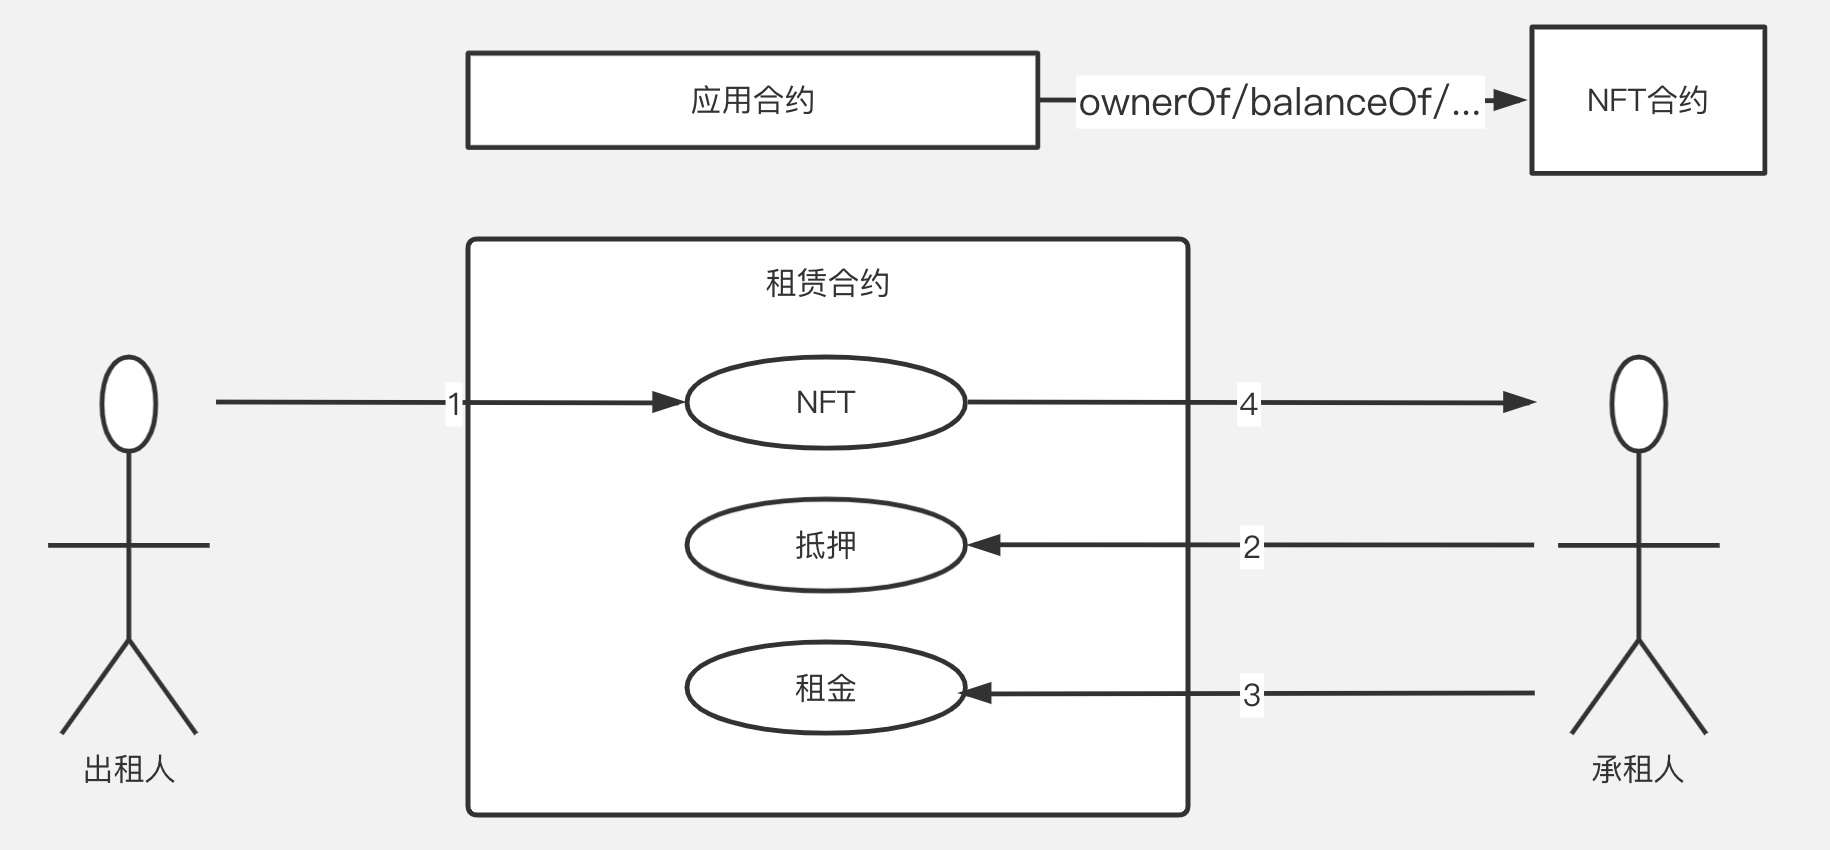 应用合约
ownerOf/balanceOf/...
NFT合约
租赁合约
1
NFT
4
抵押
2
租金
3
出租人
承租人